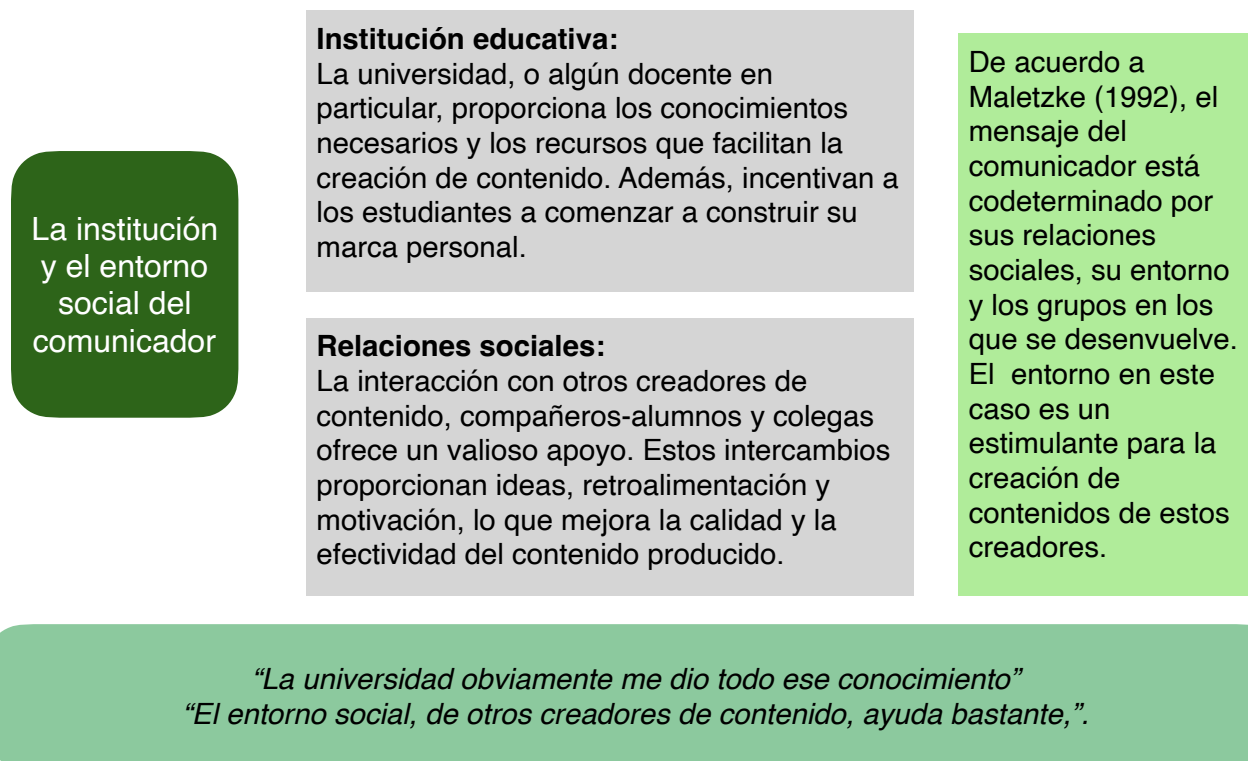 La institución
y el entorno
social del
comunicador
Institución educativa:
La universidad, o algún docente en
particular, proporciona los conocimientos
necesarios y los recursos que facilitan la
creación de contenido. Además, incentivan a
los estudiantes a comenzar a construir su
marca personal.
Relaciones sociales:
La interacción con otros creadores de
contenido, compañeros-alumnos y colegas
ofrece un valioso apoyo. Estos intercambios
proporcionan ideas, retroalimentación y
motivación, lo que mejora la calidad y la
efectividad del contenido producido.
De acuerdo a
Maletzke (1992), el
mensaje del
comunicador está
codeterminado por
sus relaciones
sociales, su entorno
y los grupos en los
que se desenvuelve.
El  entorno en este
caso es un
estimulante para la
creación de
contenidos de estos
creadores.
“La universidad obviamente me dio todo ese conocimiento”
“El entorno social, de otros creadores de contenido, ayuda bastante,”.